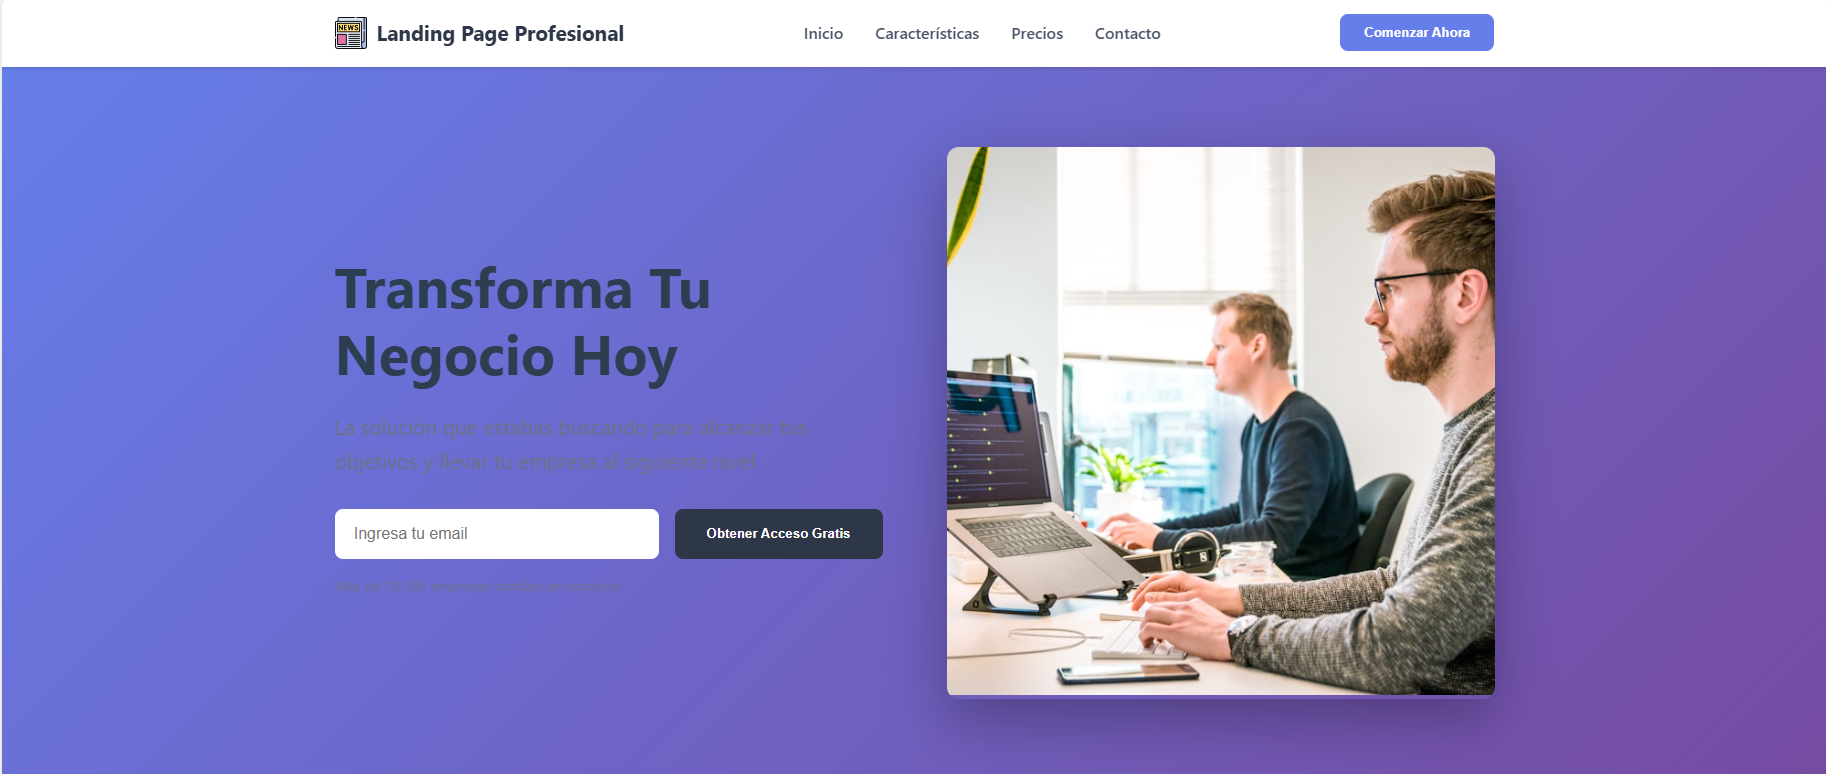 NEWS
Landing Page Profesional
Inicio
Características
Precios
Contacto
Comenzar Ahora
Transforma Tu
Negocio Hoy
La solución que estabas buscando para alcanzar tus
objetivos y llevar tu empresa al siguiente nivel
Ingresa tu email
Obtener Acceso Gratis
Más de 10,000 empresas confían en nosotros